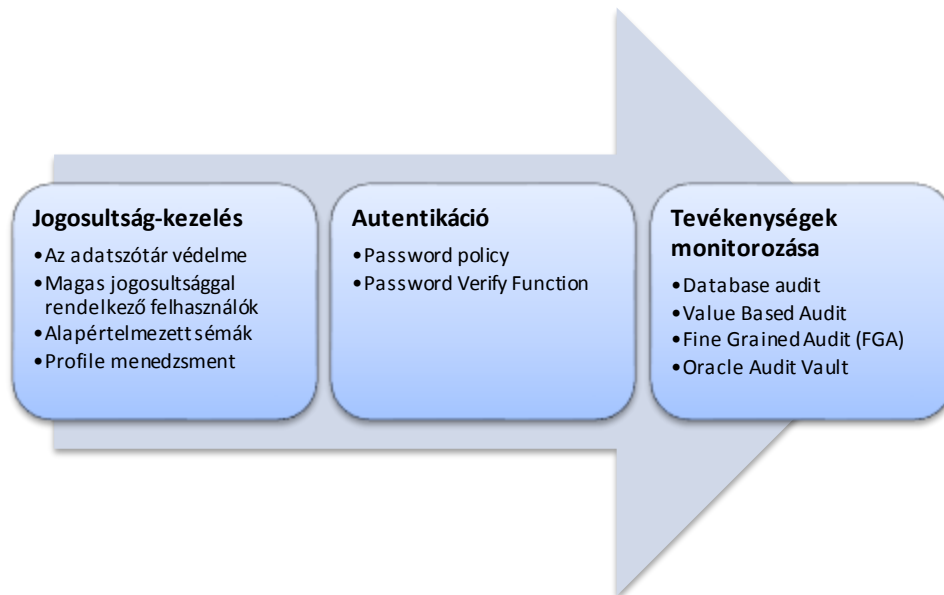 Jogosultság-kezelés
•Az adatszótár védelme
•Magas jogosultsággal
rendelkező felhasználók
•Alapértelmezett sémák
•Profile menedzsment
Autentikáció
•Password policy
•Password Verify Function
Tevékenységek
monitorozása
•Database audit
•Value Based Audit
•Fine Grained Audit (FGA)
•Oracle Audit Vault